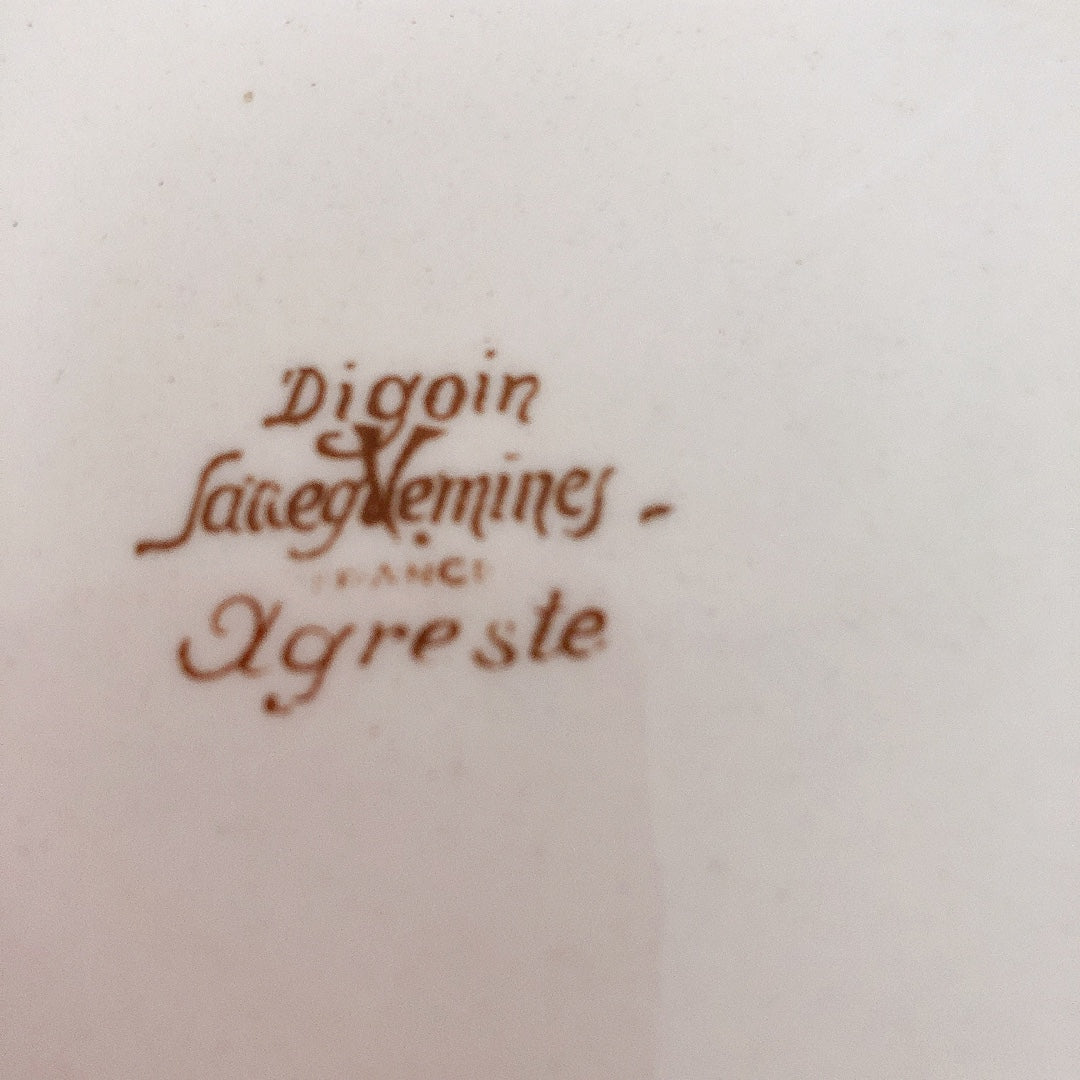 Digoin
Sarreguemines -
FRANCE
Agreste